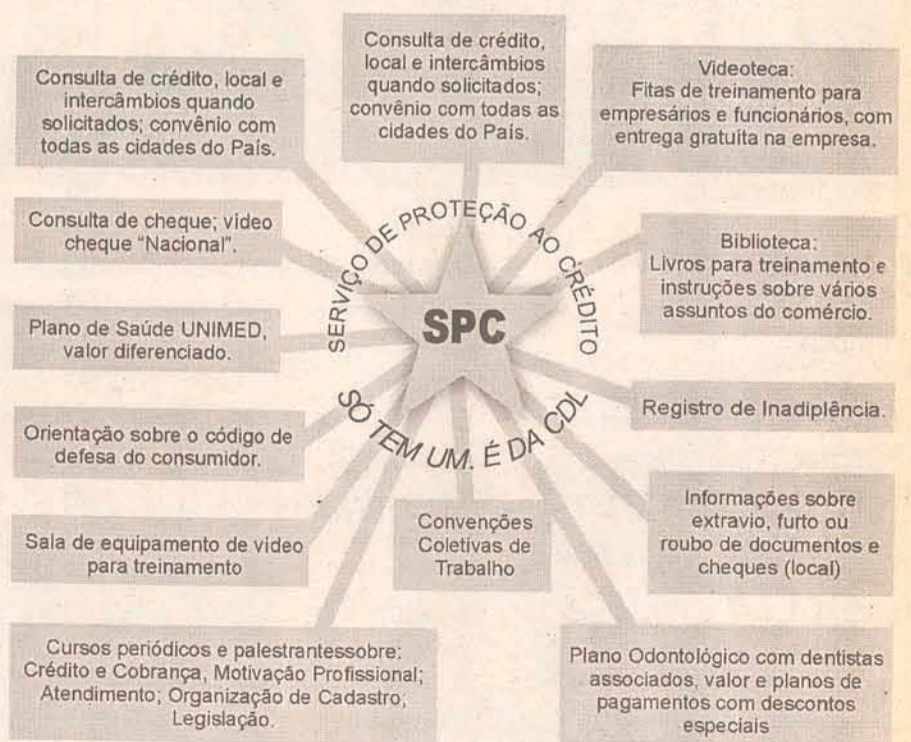 Consulta de crédito, local e
intercâmbios quando
solicitados; convênio com
todas as cidades do País.
Consulta de crédito,
local e intercâmbios
quando solicitados;
convênio com todas as
cidades do País.
Videoteca:
Fitas de treinamento para
empresários e funcionários, com
entrega gratuita na empresa.
Consulta de cheque; video
cheque "Nacional".
SERVIÇO DE PROTEÇÃO AO CRÉDITO
SPC
SÓ TEM UM. É DA CDL
Biblioteca:
Livros para treinamento e
instruções sobre vários
assuntos do comércio.
Plano de Saúde UNIMED,
valor diferenciado.
Registro de Inadiplência.
Orientação sobre o código de
defesa do consumidor.
Informações sobre
extravio, furto ou
roubo de documentos e
cheques (local)
Sala de equipamento de video
para treinamento
Convenções
Coletivas de
Trabalho
Cursos periódicos e palestrantessobre:
Crédito e Cobrança, Motivação Profissional;
Atendimento; Organização de Cadastro;
Legislação.
Plano Odontológico com dentistas
associados, valor e planos de
pagamentos com descontos
especiais